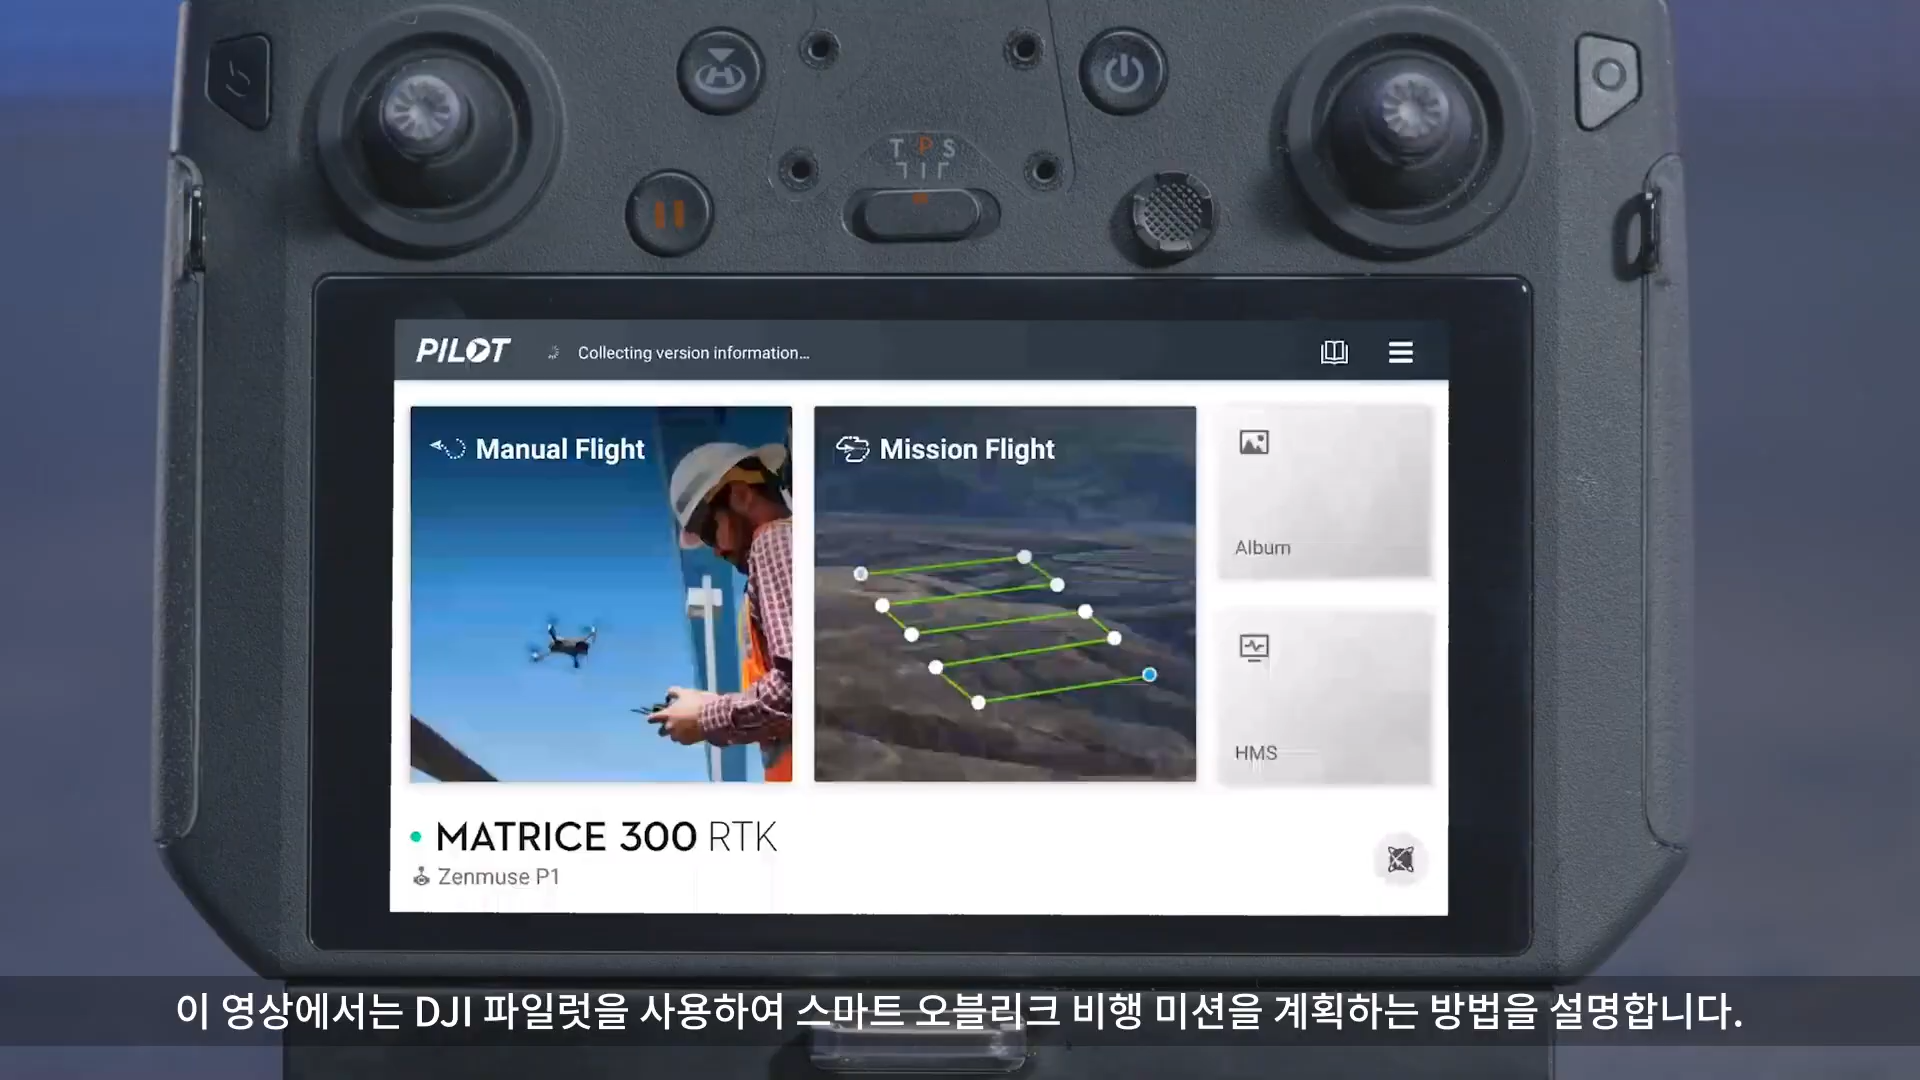 T P S
PILOT
Collecting version information...
Manual Flight
Mission Flight
Album
HMS
MATRICE 300 RTK
Zenmuse P1
이 영상에서는 DJI 파일럿을 사용하여 스마트 오블리크 비행 미션을 계획하는 방법을 설명합니다.